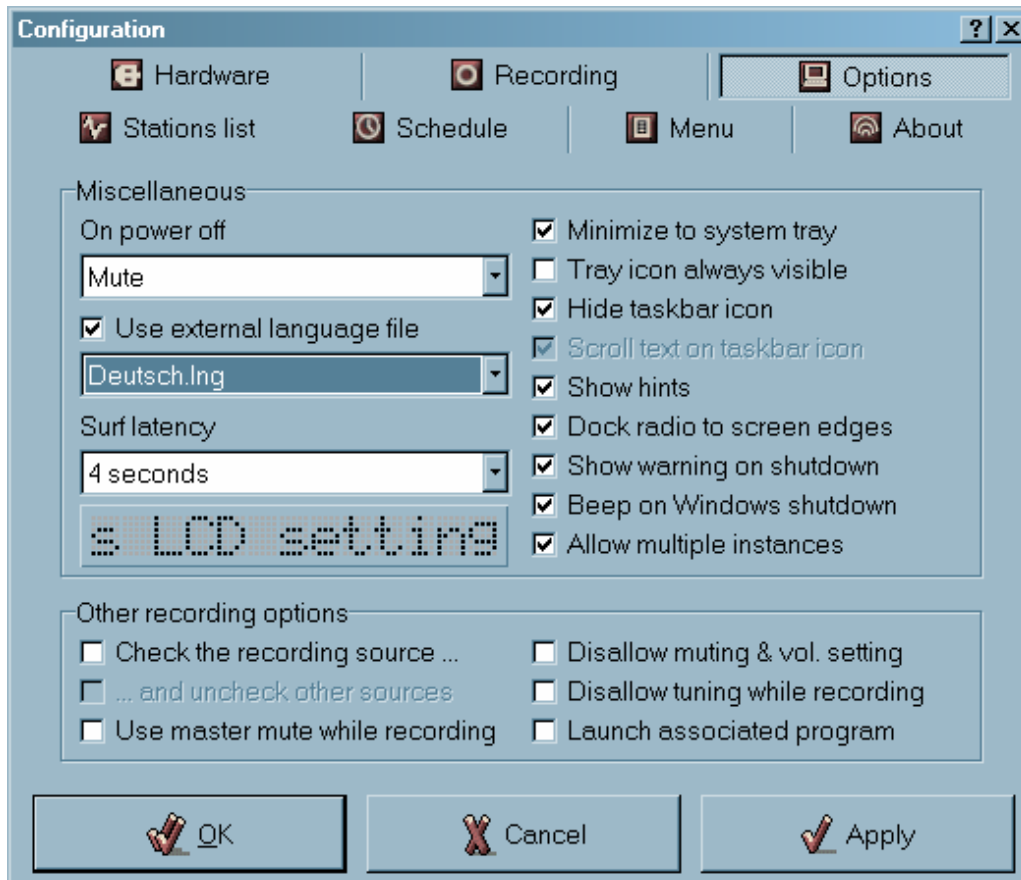 Configuration
Hardware
Recording
Options
Stations list
Schedule
Menu
About
Miscellaneous
On power off
Mute
Use external language file
Deutsch.lng
Surf latency
4 seconds
s LCD setting
Minimize to system tray
Tray icon always visible
Hide taskbar icon
Scroll text on taskbar icon
Show hints
Dock radio to screen edges
Show warning on shutdown
Beep on Windows shutdown
Allow multiple instances
Other recording options
Check the recording source ...
... and uncheck other sources
Use master mute while recording
Disallow muting & vol. setting
Disallow tuning while recording
Launch associated program
OK
Cancel
Apply